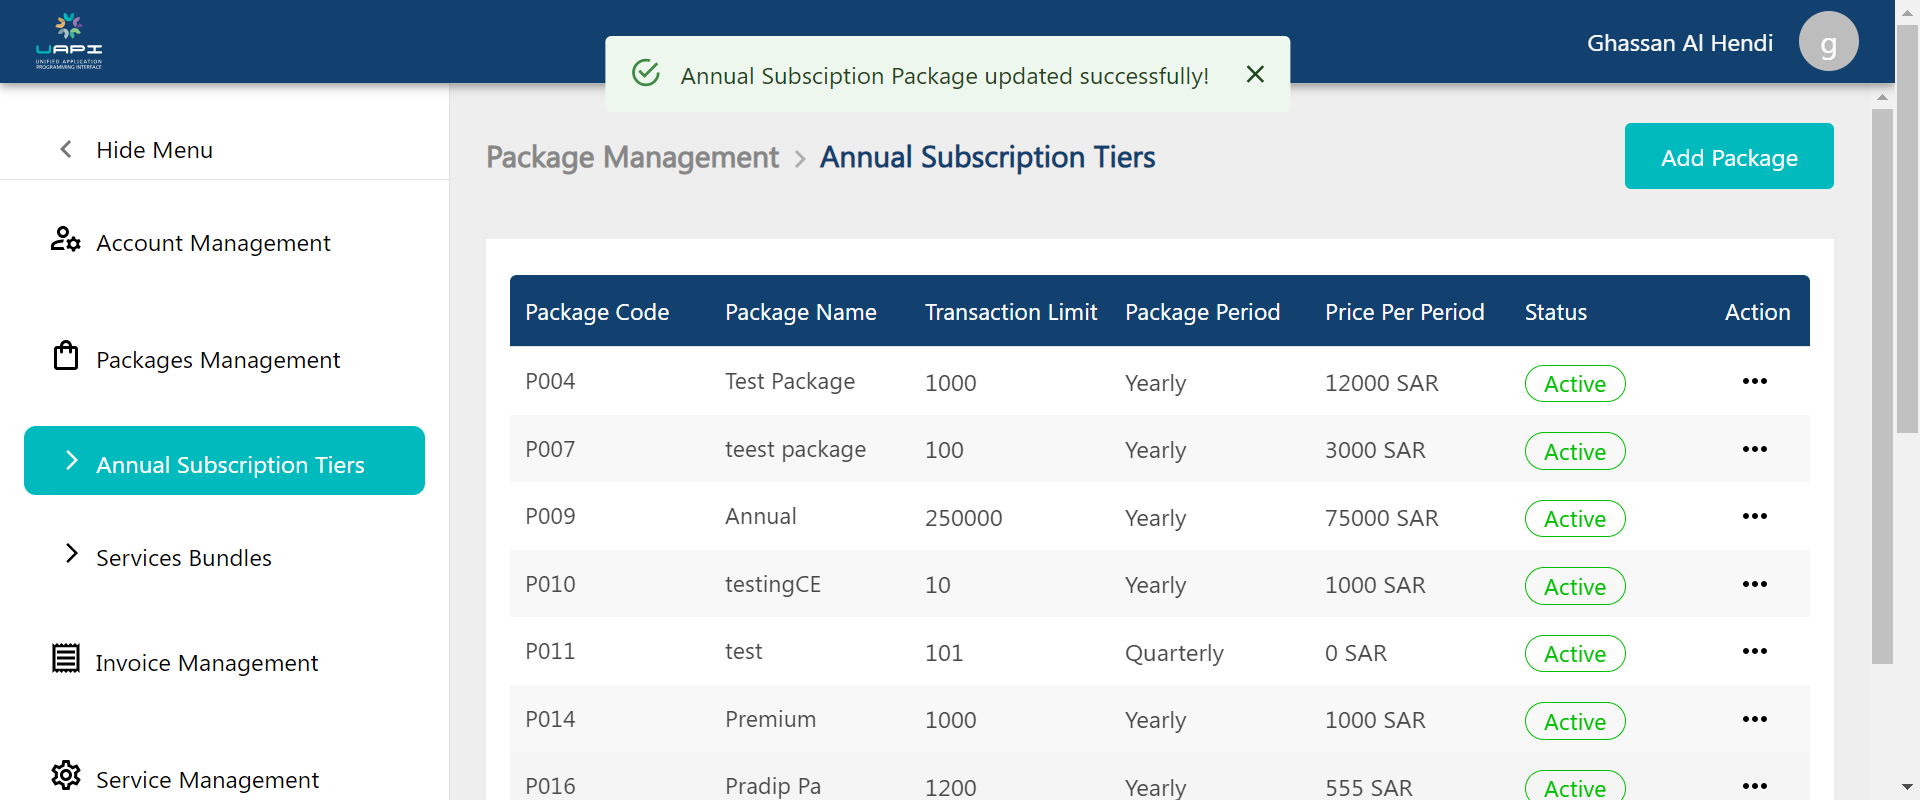 UAPI
UNIFIED APPLICATION
PROGRAMMING INTERFACE
Annual Subsciption Package updated successfully!
Ghassan Al Hendi
g
Hide Menu
Package Management > Annual Subscription Tiers
Add Package
Account Management
Packages Management
Annual Subscription Tiers
Services Bundles
Invoice Management
Service Management
Package Code Package Name Transaction Limit Package Period Price Per Period Status Action
P004 Test Package 1000 Yearly 12000 SAR Active
P007 teest package 100 Yearly 3000 SAR Active
P009 Annual 250000 Yearly 75000 SAR Active
P010 testingCE 10 Yearly 1000 SAR Active
P011 test 101 Quarterly 0 SAR Active
P014 Premium 1000 Yearly 1000 SAR Active
P016 Pradip Pa 1200 Yearly 555 SAR Active